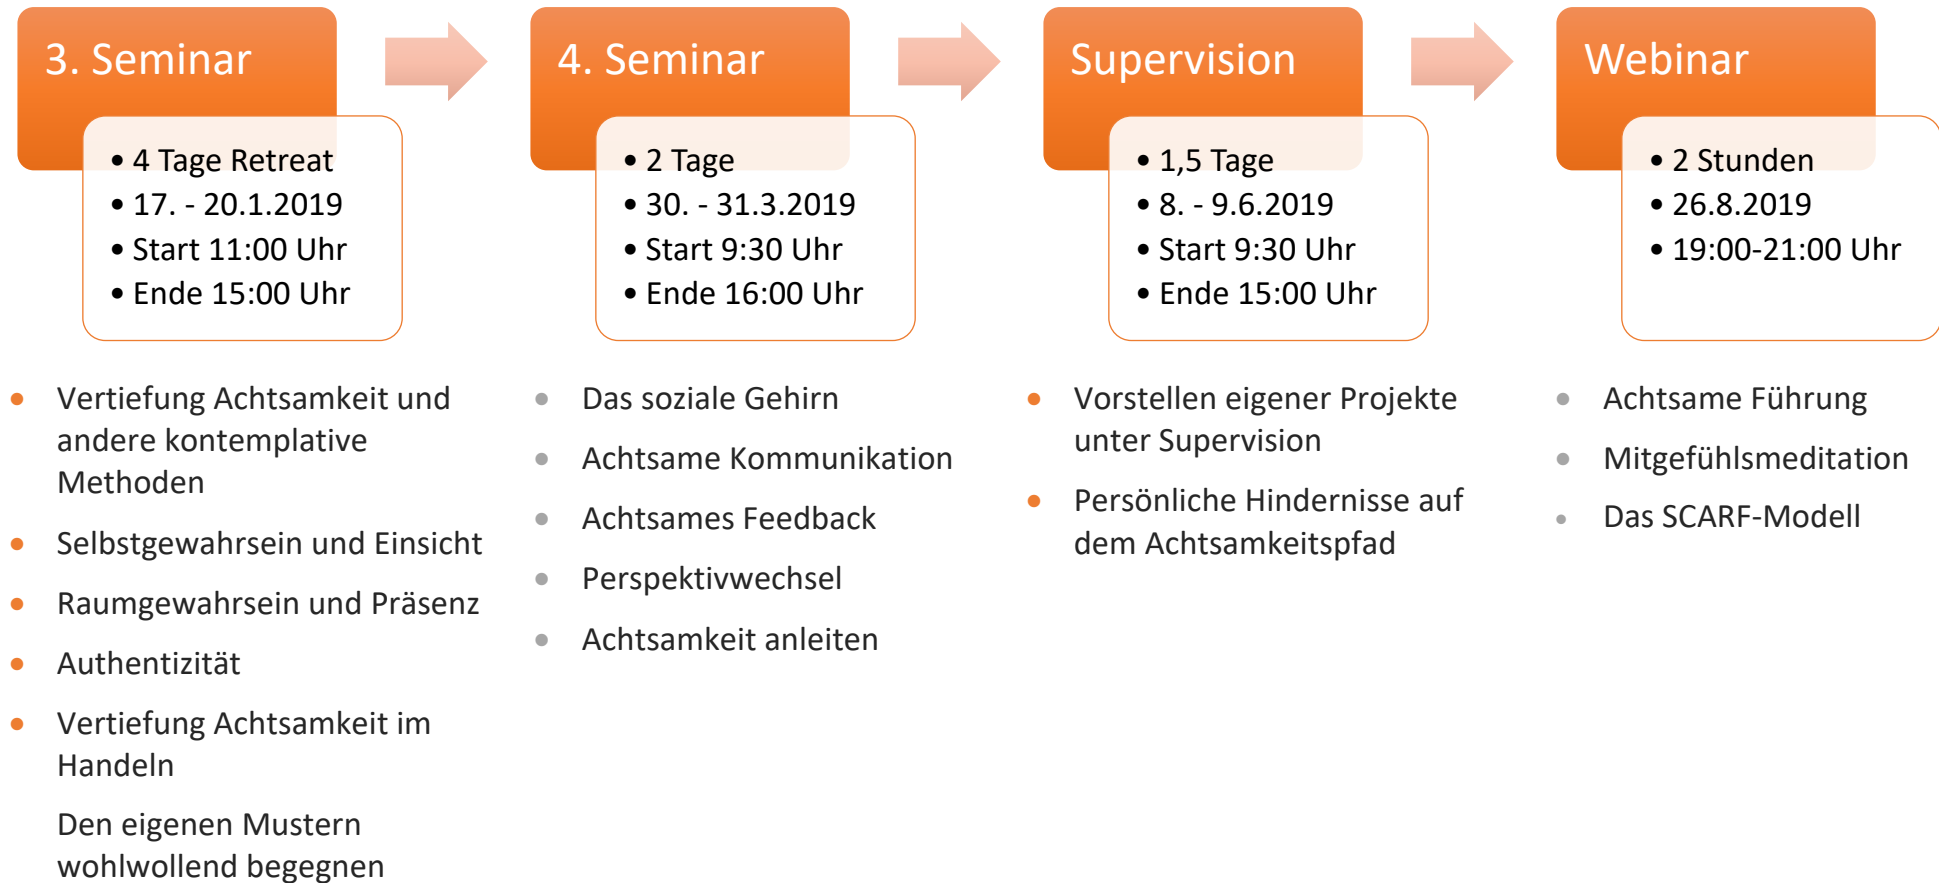 3. Seminar
• 4 Tage Retreat
• 17. - 20.1.2019
• Start 11:00 Uhr
• Ende 15:00 Uhr
• Vertiefung Achtsamkeit und
andere kontemplative
Methoden
• Selbstgewahrsein und Einsicht
• Raumgewahrsein und Präsenz
• Authentizität
• Vertiefung Achtsamkeit im
Handeln
Den eigenen Mustern
wohlwollend begegnen
4. Seminar
• 2 Tage
• 30. - 31.3.2019
• Start 9:30 Uhr
• Ende 16:00 Uhr
• Das soziale Gehirn
• Achtsame Kommunikation
• Achtsames Feedback
• Perspektivwechsel
• Achtsamkeit anleiten
Supervision
• 1,5 Tage
• 8. - 9.6.2019
• Start 9:30 Uhr
• Ende 15:00 Uhr
• Vorstellen eigener Projekte
unter Supervision
• Persönliche Hindernisse auf
dem Achtsamkeitspfad
Webinar
• 2 Stunden
• 26.8.2019
• 19:00-21:00 Uhr
• Achtsame Führung
• Mitgefühlsmeditation
• Das SCARF-Modell